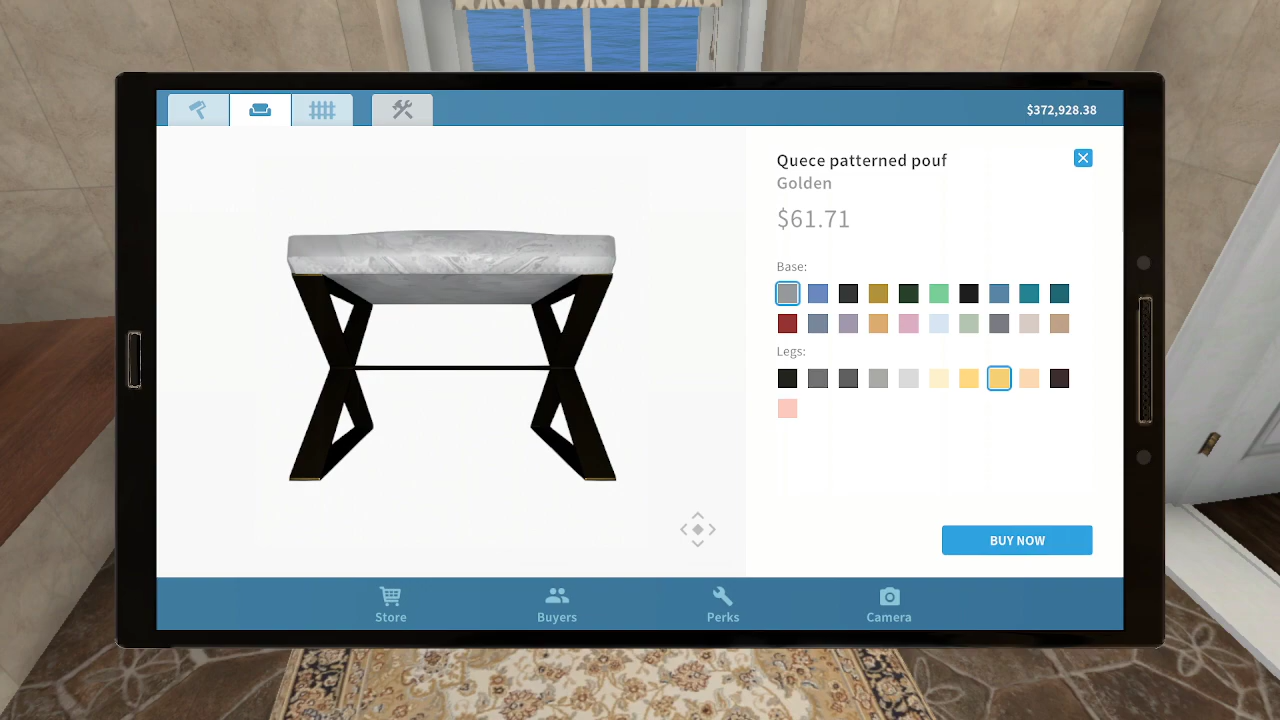 $372,928.38
Quece patterned pouf
Golden
$61.71
Base:
Legs:
BUY NOW
Store
Buyers
Perks
Camera